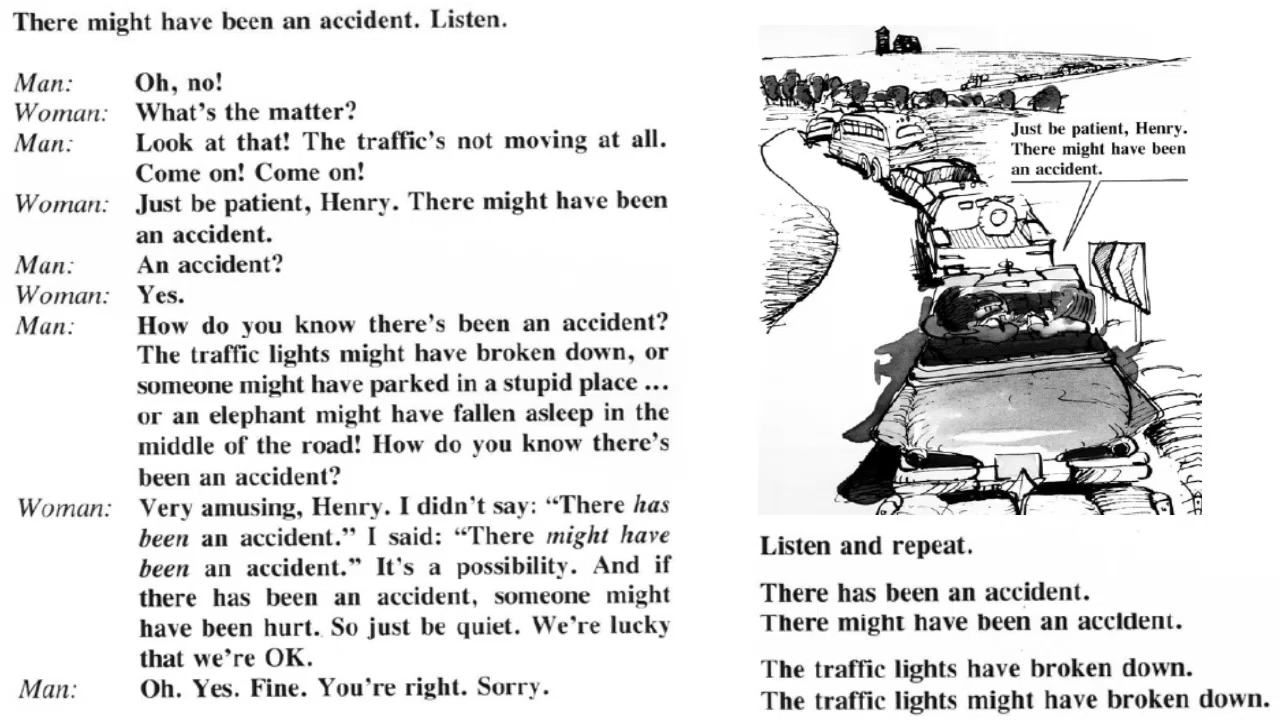 There might have been an accident. Listen.
Man: Oh, no!
Woman: What's the matter?
Man: Look at that! The traffic's not moving at all.
Come on! Come on!
Woman: Just be patient, Henry. There might have been
an accident.
Man: An accident?
Woman: Yes.
Man: How do you know there's been an accident?
The traffic lights might have broken down, or
someone might have parked in a stupid place ...
or an elephant might have fallen asleep in the
middle of the road! How do you know there's
been an accident?
Woman: Very amusing, Henry. I didn't say: “There has
been an accident.” I said: “There might have
been an accident.” It's a possibility. And if
there has been an accident, someone might
have been hurt. So just be quiet. We're lucky
that we're OK.
Man: Oh. Yes. Fine. You're right. Sorry.
Just be patient, Henry.
There might have been
an accident.
Listen and repeat.
There has been an accident.
There might have been an accident.
The traffic lights have broken down.
The traffic lights might have broken down.